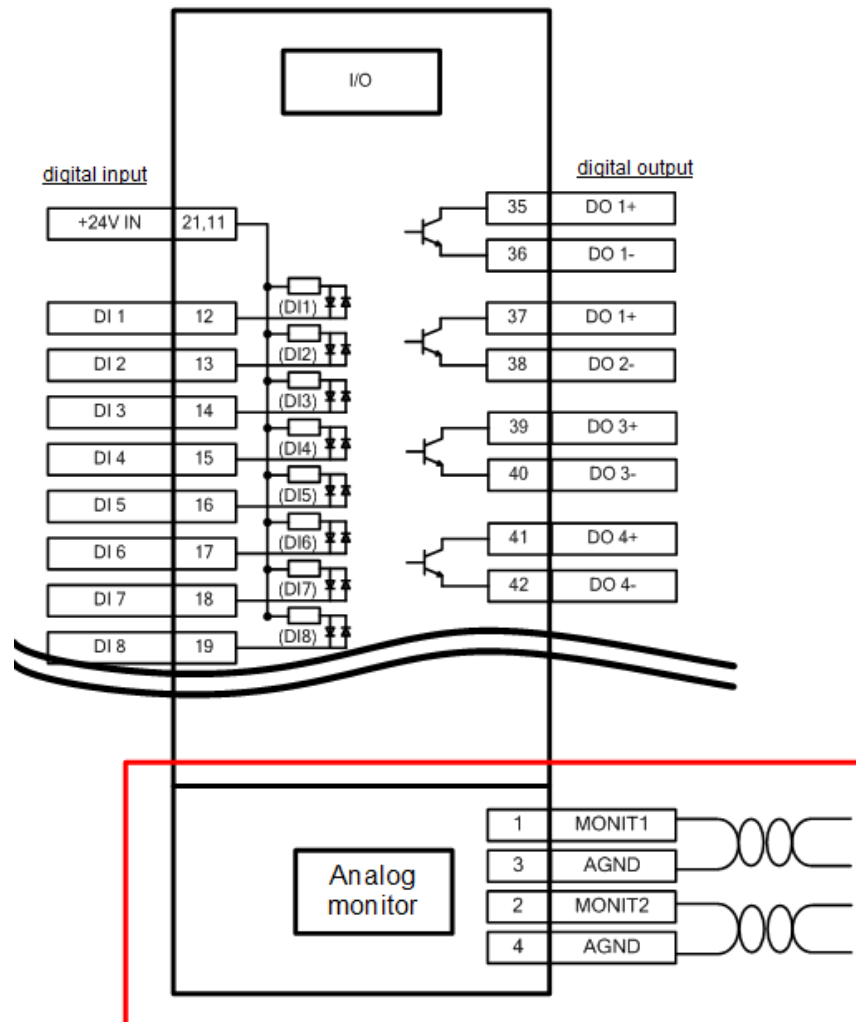 I/O
digital input
digital output
+24V IN 21,11
DI 1 12
DI 2 13
DI 3 14
DI 4 15
DI 5 16
DI 6 17
DI 7 18
DI 8 19
(DI1)
(DI2)
(DI3)
(DI4)
(DI5)
(DI6)
(DI7)
(DI8)
35 DO 1+
36 DO 1-
37 DO 1+
38 DO 2-
39 DO 3+
40 DO 3-
41 DO 4+
42 DO 4-
Analog
monitor
1 MONIT1
3 AGND
2 MONIT2
4 AGND